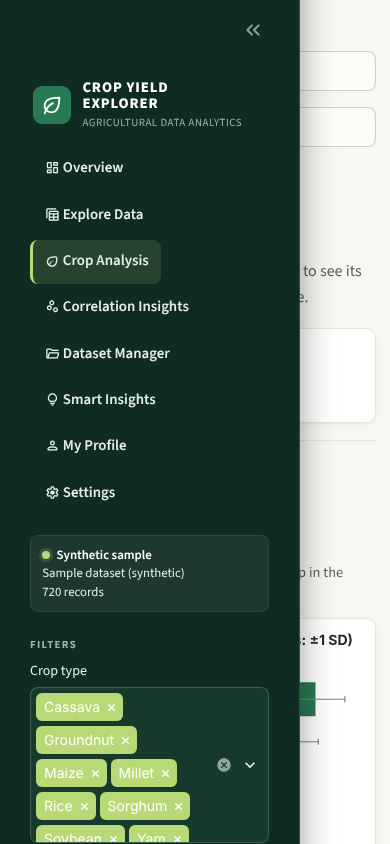 CROP YIELD
EXPLORER
AGRICULTURAL DATA ANALYTICS
Overview
Explore Data
to see its
Crop Analysis
Correlation Insights
Dataset Manager
Smart Insights
My Profile
Settings
Synthetic sample
Sample dataset (synthetic)
in the
720 records
FILTERS
: ±1 SD)
Crop type
Cassava ×
Groundnut ×
Maize × Millet ×
Rice × Sorghum ×
Soybean × Yam ×